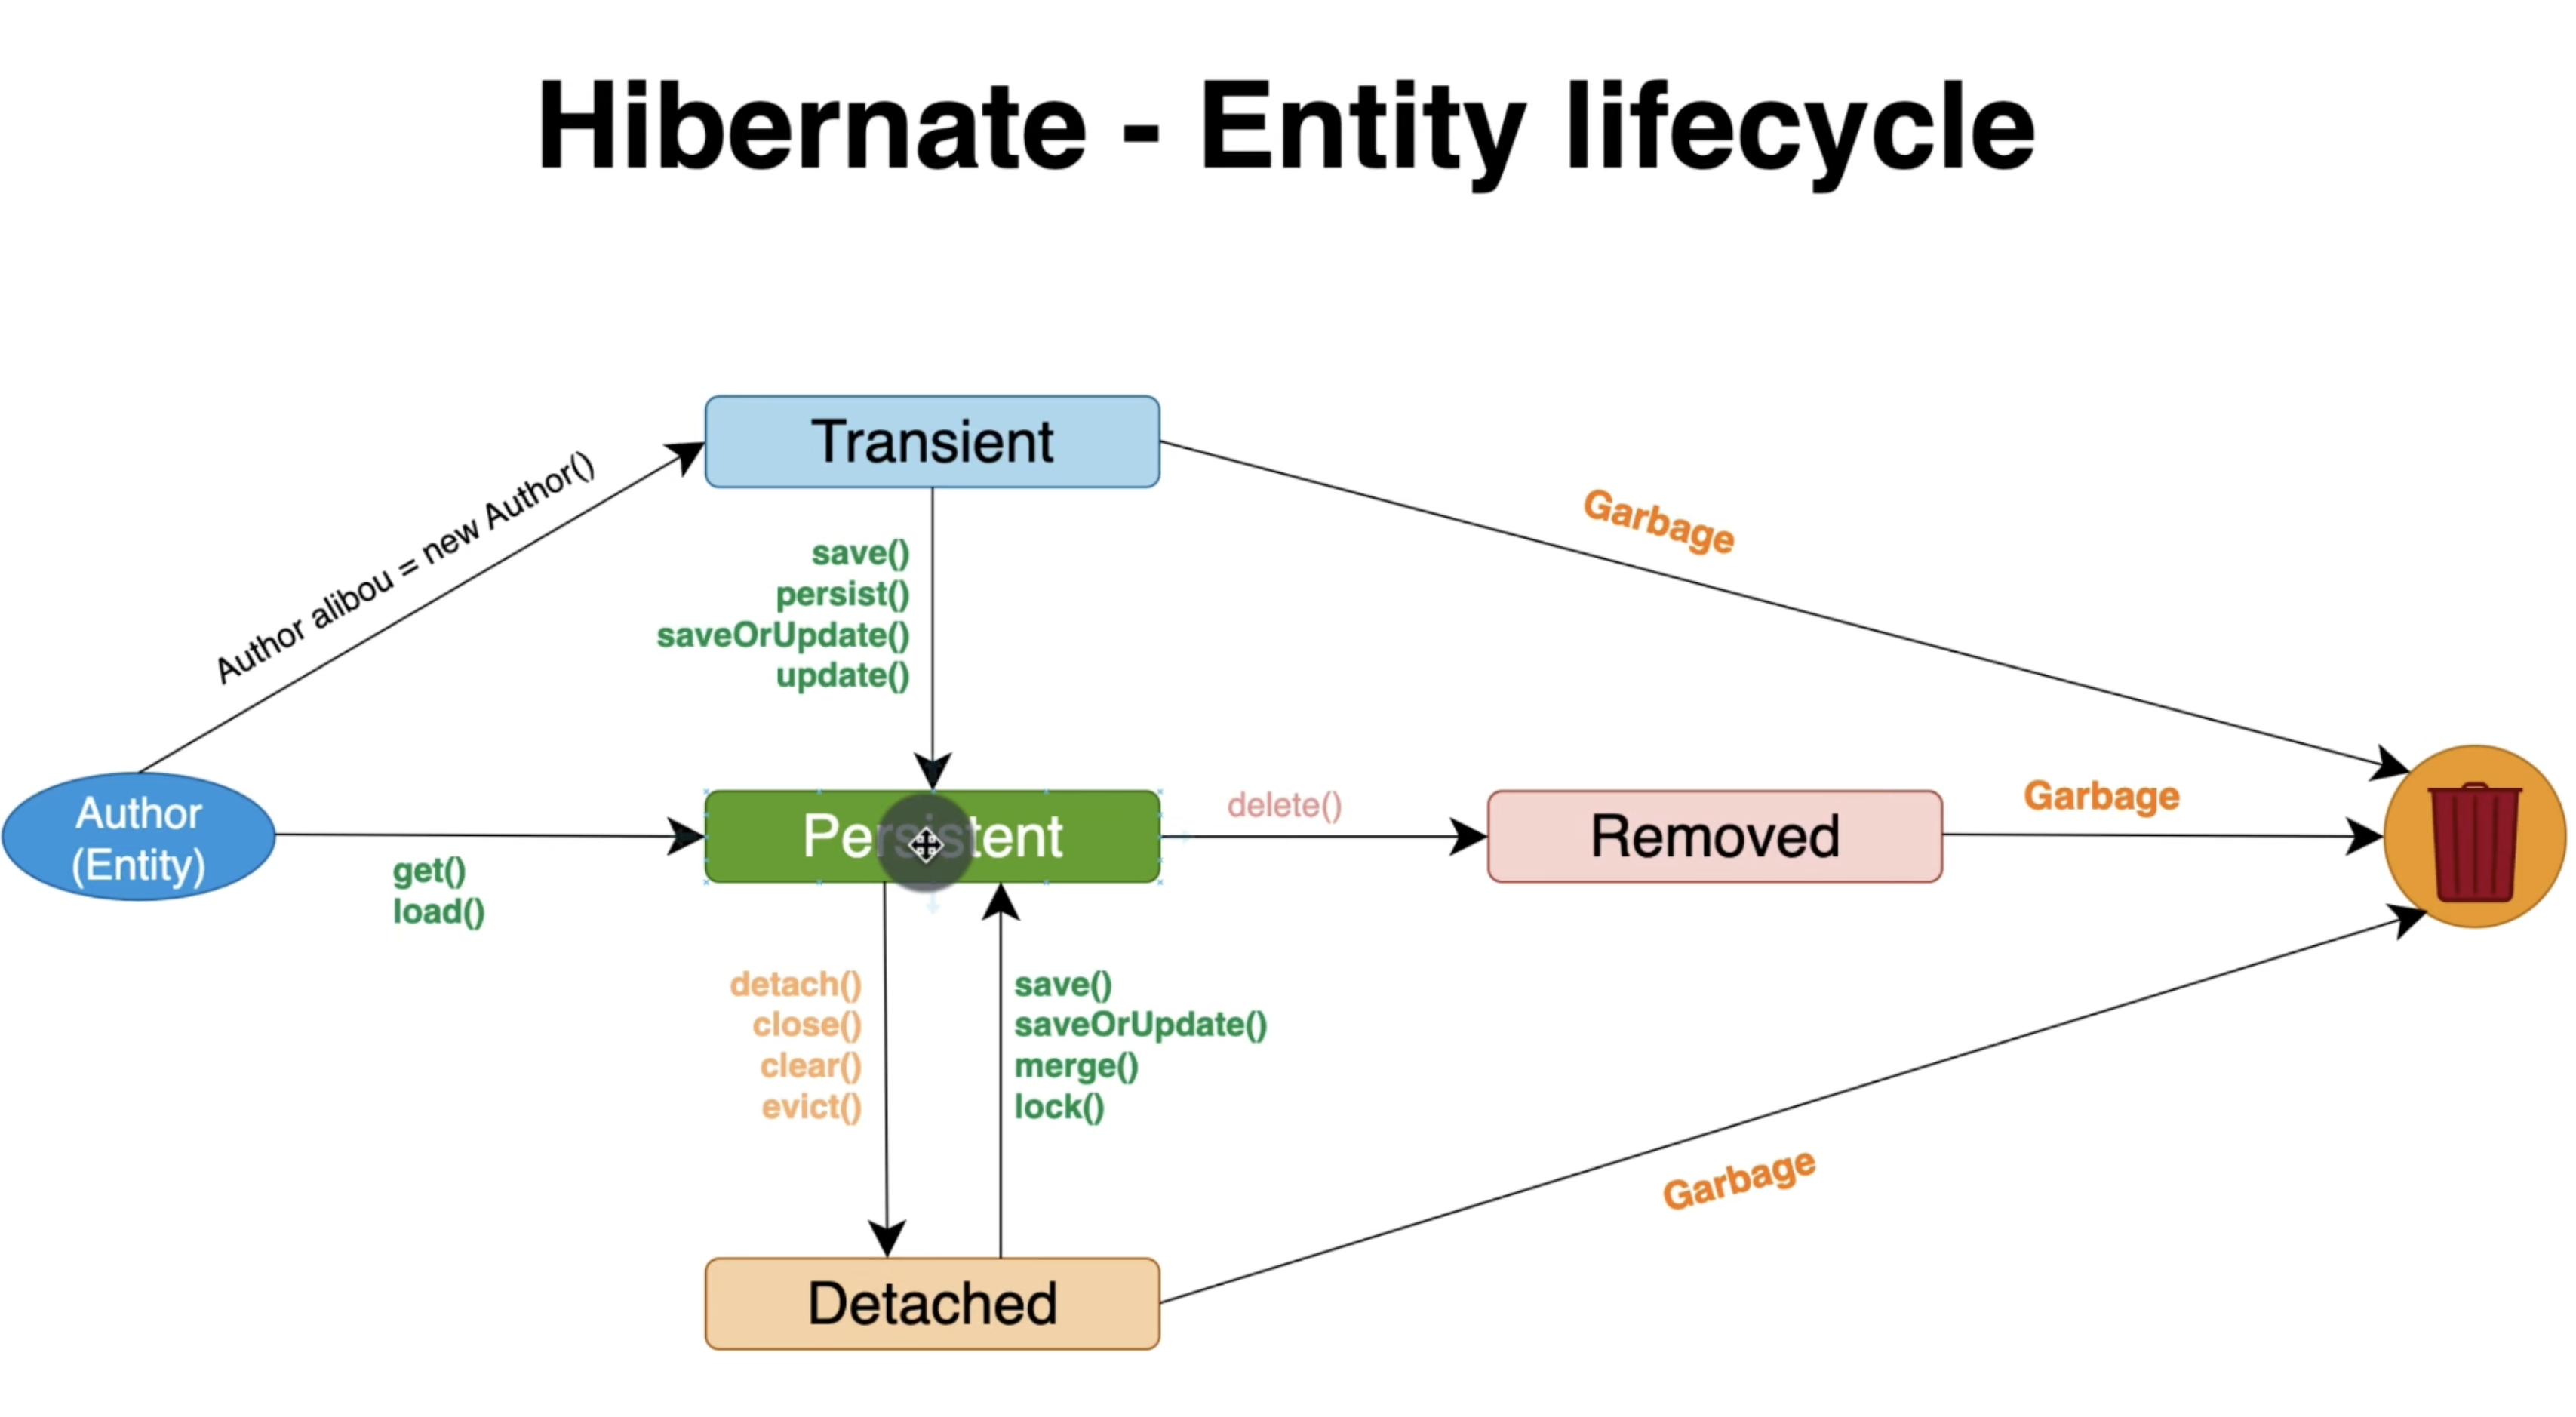 Hibernate - Entity lifecycle
Transient
Author alibou = new Author()
Garbage
save()
persist()
saveOrUpdate()
update()
Author
(Entity)
get()
load()
Persistent
delete()
Removed
Garbage
detach()
close()
clear()
evict()
save()
saveOrUpdate()
merge()
lock()
Garbage
Detached